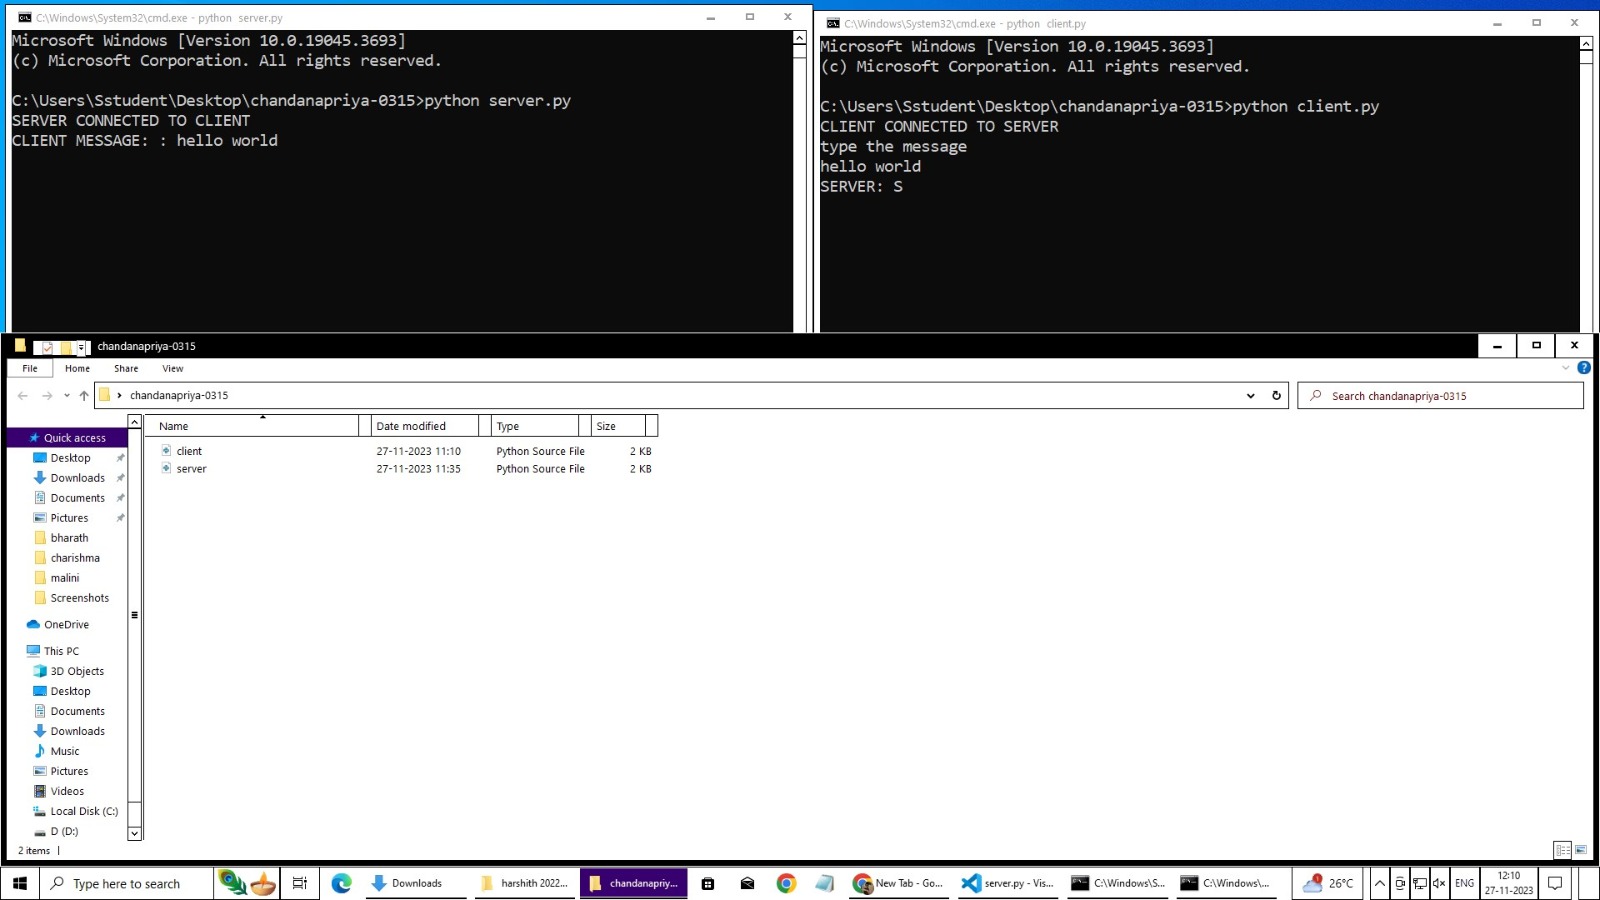 C:\Windows\System32\cmd.exe - python  server.py
Microsoft Windows [Version 10.0.19045.3693]
(c) Microsoft Corporation. All rights reserved.
C:\Users\Sstudent\Desktop\chandanapriya-0315>python server.py
SERVER CONNECTED TO CLIENT
CLIENT MESSAGE: : hello world
C:\Windows\System32\cmd.exe - python  client.py
Microsoft Windows [Version 10.0.19045.3693]
(c) Microsoft Corporation. All rights reserved.
C:\Users\Sstudent\Desktop\chandanapriya-0315>python client.py
CLIENT CONNECTED TO SERVER
type the message
hello world
SERVER: S
chandanapriya-0315
File Home Share View
chandanapriya-0315
Search chandanapriya-0315
Name Date modified Type Size
client 27-11-2023 11:10 Python Source File 2 KB
server 27-11-2023 11:35 Python Source File 2 KB
Quick access
Desktop
Downloads
Documents
Pictures
bharath
charishma
malini
Screenshots
OneDrive
This PC
3D Objects
Desktop
Documents
Downloads
Music
Pictures
Videos
Local Disk (C:)
D (D:)
2 items
Type here to search
Downloads
harshith 2022...
chandanapriy...
New Tab - Go...
server.py - Vis...
C:\Windows\S...
C:\Windows\...
26°C
ENG
12:10
27-11-2023